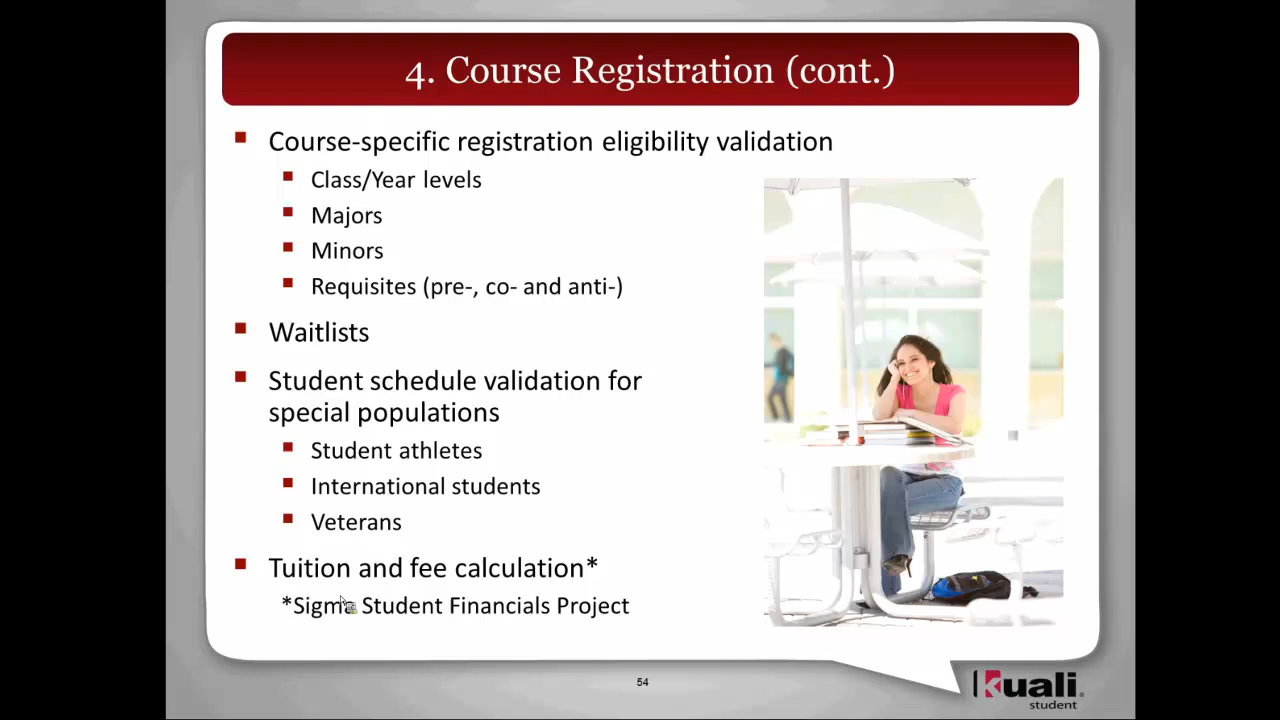 4. Course Registration (cont.)
Course-specific registration eligibility validation
Class/Year levels
Majors
Minors
Requisites (pre-, co- and anti-)
Waitlists
Student schedule validation for
special populations
Student athletes
International students
Veterans
Tuition and fee calculation*
*Sigma Student Financials Project
54
Kuali®
student